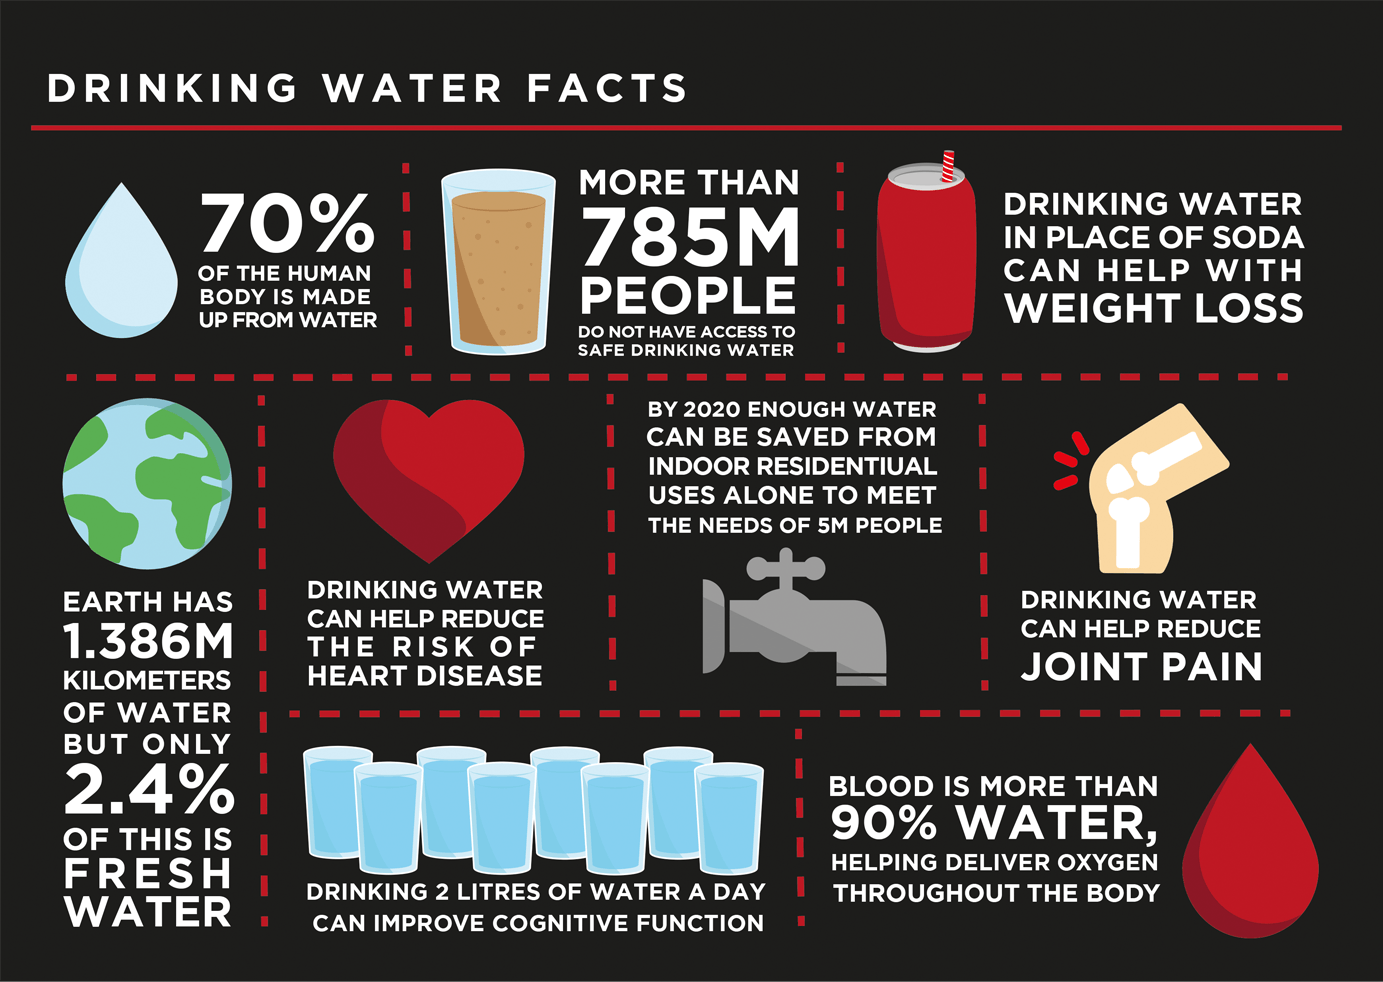 DRINKING WATER FACTS
70%
OF THE HUMAN
BODY IS MADE
UP FROM WATER
MORE THAN
785M
PEOPLE
DO NOT HAVE ACCESS TO
SAFE DRINKING WATER
DRINKING WATER
IN PLACE OF SODA
CAN HELP WITH
WEIGHT LOSS
EARTH HAS
1.386M
KILOMETERS
OF WATER
BUT ONLY
2.4%
OF THIS IS
FRESH
WATER
DRINKING WATER
CAN HELP REDUCE
THE RISK OF
HEART DISEASE
BY 2020 ENOUGH WATER
CAN BE SAVED FROM
INDOOR RESIDENTIUAL
USES ALONE TO MEET
THE NEEDS OF 5M PEOPLE
DRINKING WATER
CAN HELP REDUCE
JOINT PAIN
DRINKING 2 LITRES OF WATER A DAY
CAN IMPROVE COGNITIVE FUNCTION
BLOOD IS MORE THAN
90% WATER,
HELPING DELIVER OXYGEN
THROUGHOUT THE BODY